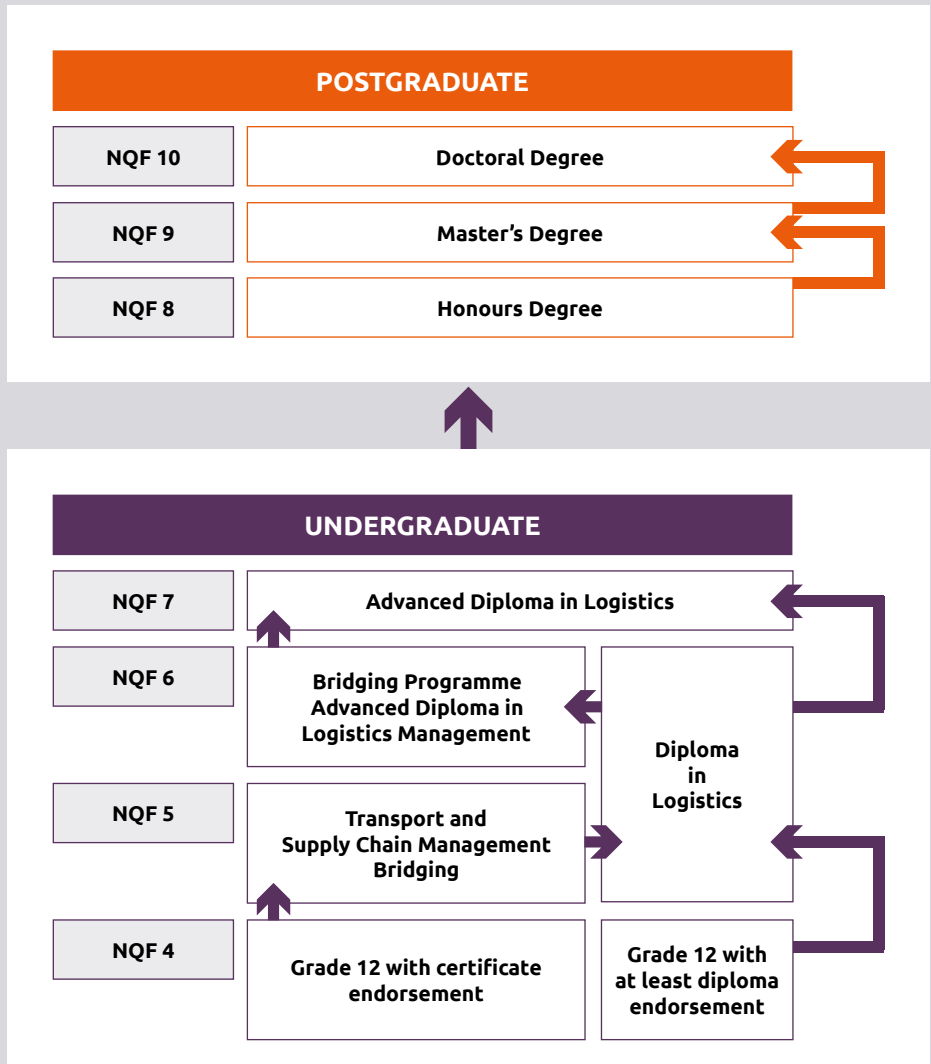 POSTGRADUATE
NQF 10
Doctoral Degree
NQF 9
Master’s Degree
NQF 8
Honours Degree
UNDERGRADUATE
NQF 7
Advanced Diploma in Logistics
NQF 6
Bridging Programme
Advanced Diploma in
Logistics Management
Diploma
in
Logistics
NQF 5
Transport and
Supply Chain Management
Bridging
NQF 4
Grade 12 with certificate
endorsement
Grade 12 with
at least diploma
endorsement